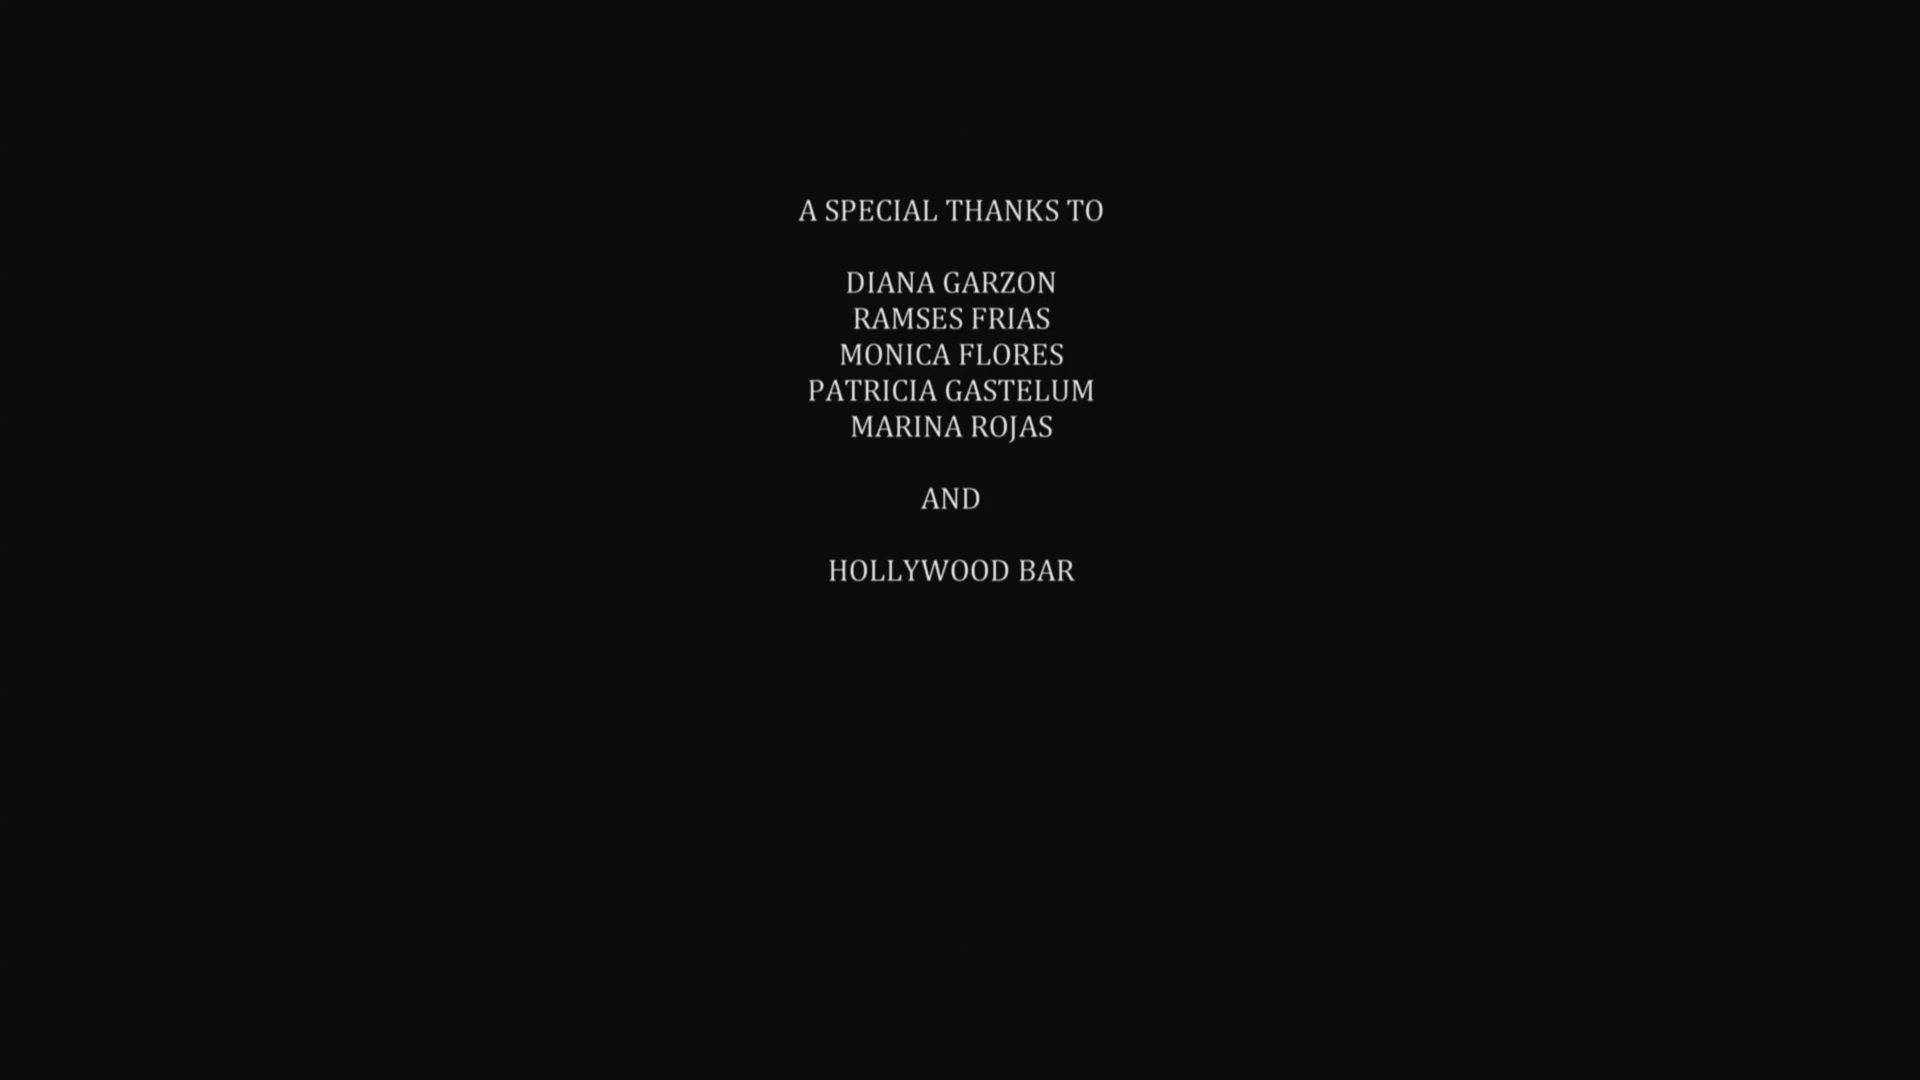 A SPECIAL THANKS TO
DIANA GARZON
RAMSES FRIAS
MONICA FLORES
PATRICIA GASTELUM
MARINA ROJAS
AND
HOLLYWOOD BAR